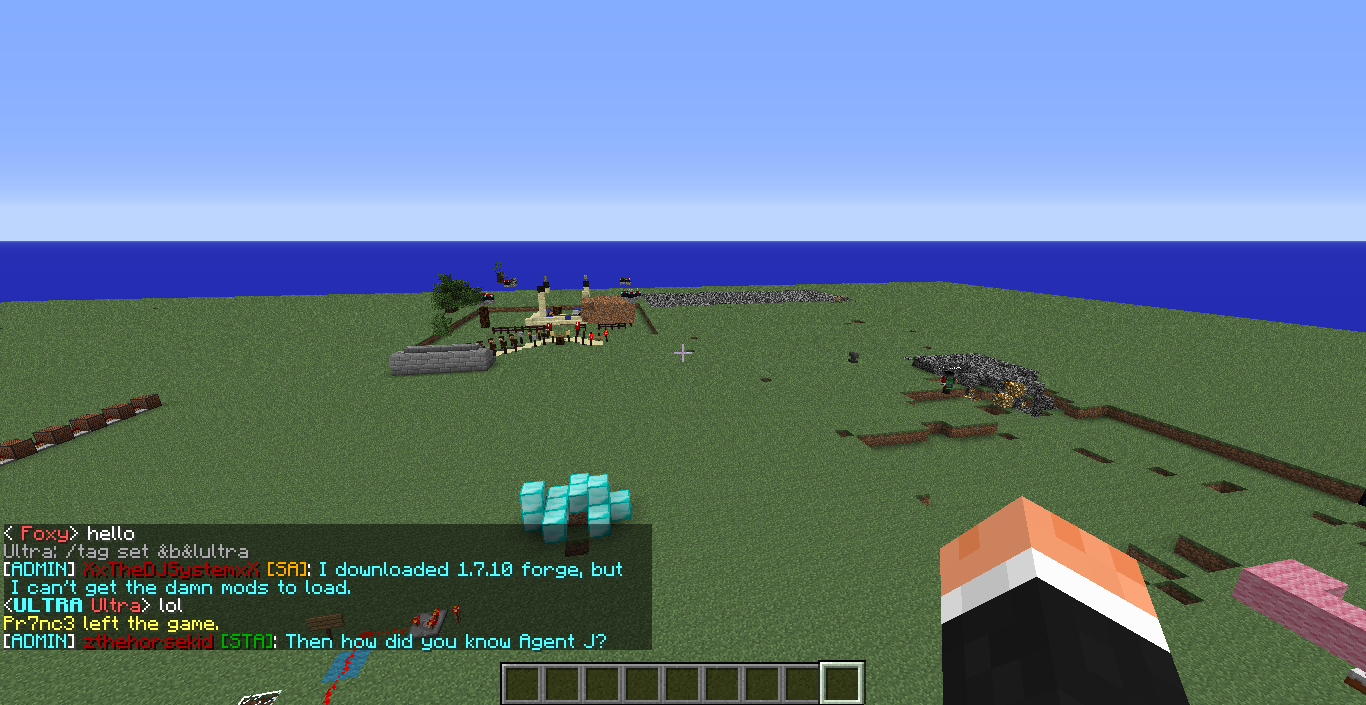 < Foxy> hello
Ultra: /tag set &b&lultra
[ADMIN] XxTheDJSystemxX [SA]: I downloaded 1.7.10 forge, but
I can't get the damn mods to load.
<ULTRA Ultra> lol
Pr7nc3 left the game.
[ADMIN] zthehorsekid [STA]: Then how did you know Agent J?